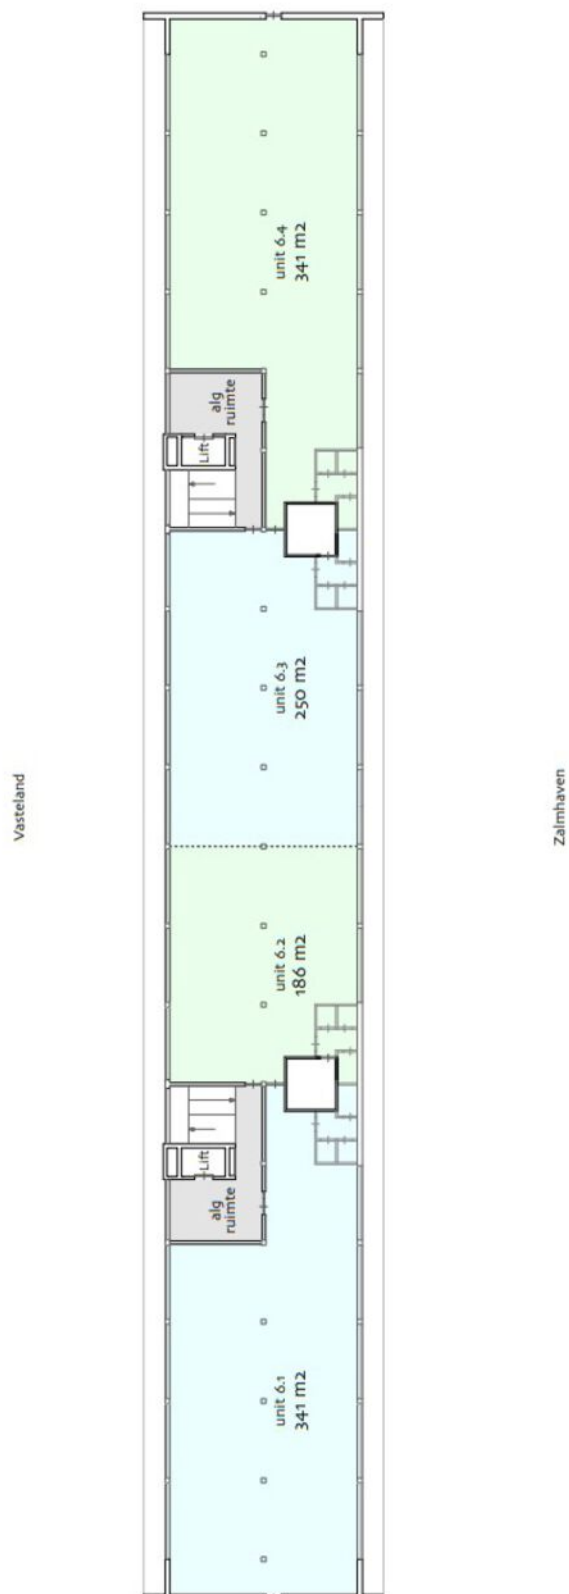 unit 6.4
341 m2
alg
ruimte
Lift
unit 6.3
250 m2
Vasteland
Zalmhaven
unit 6.2
186 m2
Lift
alg
ruimte
unit 6.1
341 m2